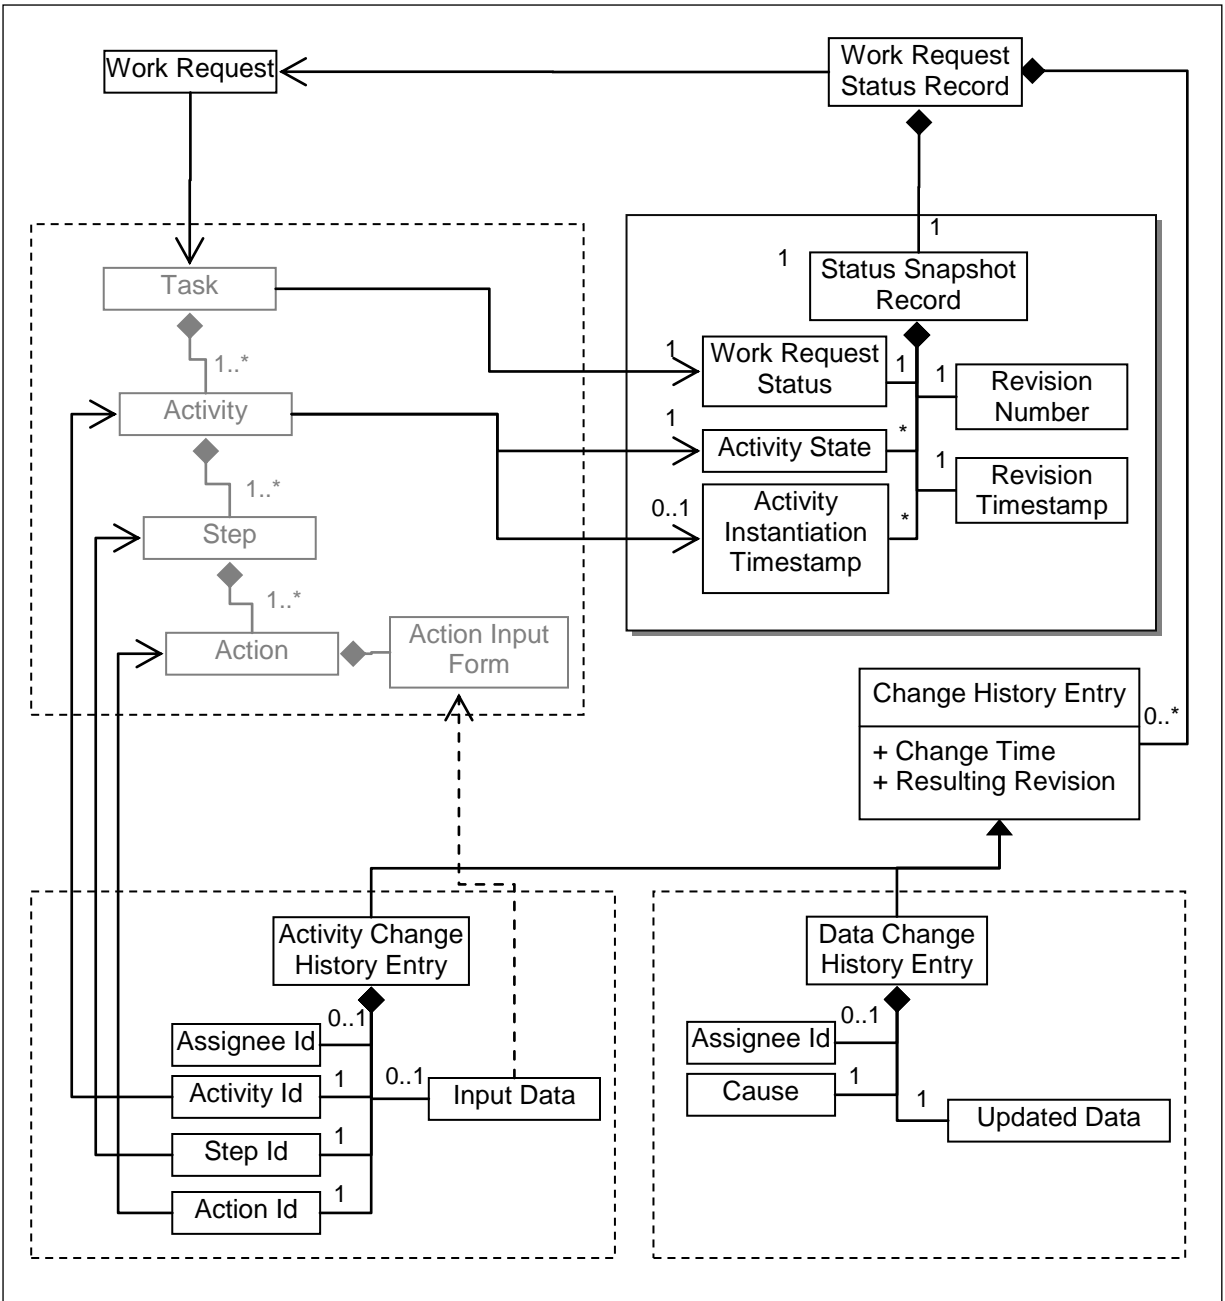 Work Request
Work Request
Status Record
1
1
Status Snapshot
Record
Task
1..*
1
Work Request
Status
1
1
Revision
Number
Activity
1
Activity State
*
1
Revision
Timestamp
1..*
0..1
Activity
Instantiation
Timestamp
*
Step
1..*
Action
Action Input
Form
Change History Entry
0..*
+ Change Time
+ Resulting Revision
Activity Change
History Entry
0..1
Assignee Id
Activity Id
1
0..1
Input Data
Step Id
1
Action Id
1
Data Change
History Entry
0..1
Assignee Id
Cause
1
1
Updated Data